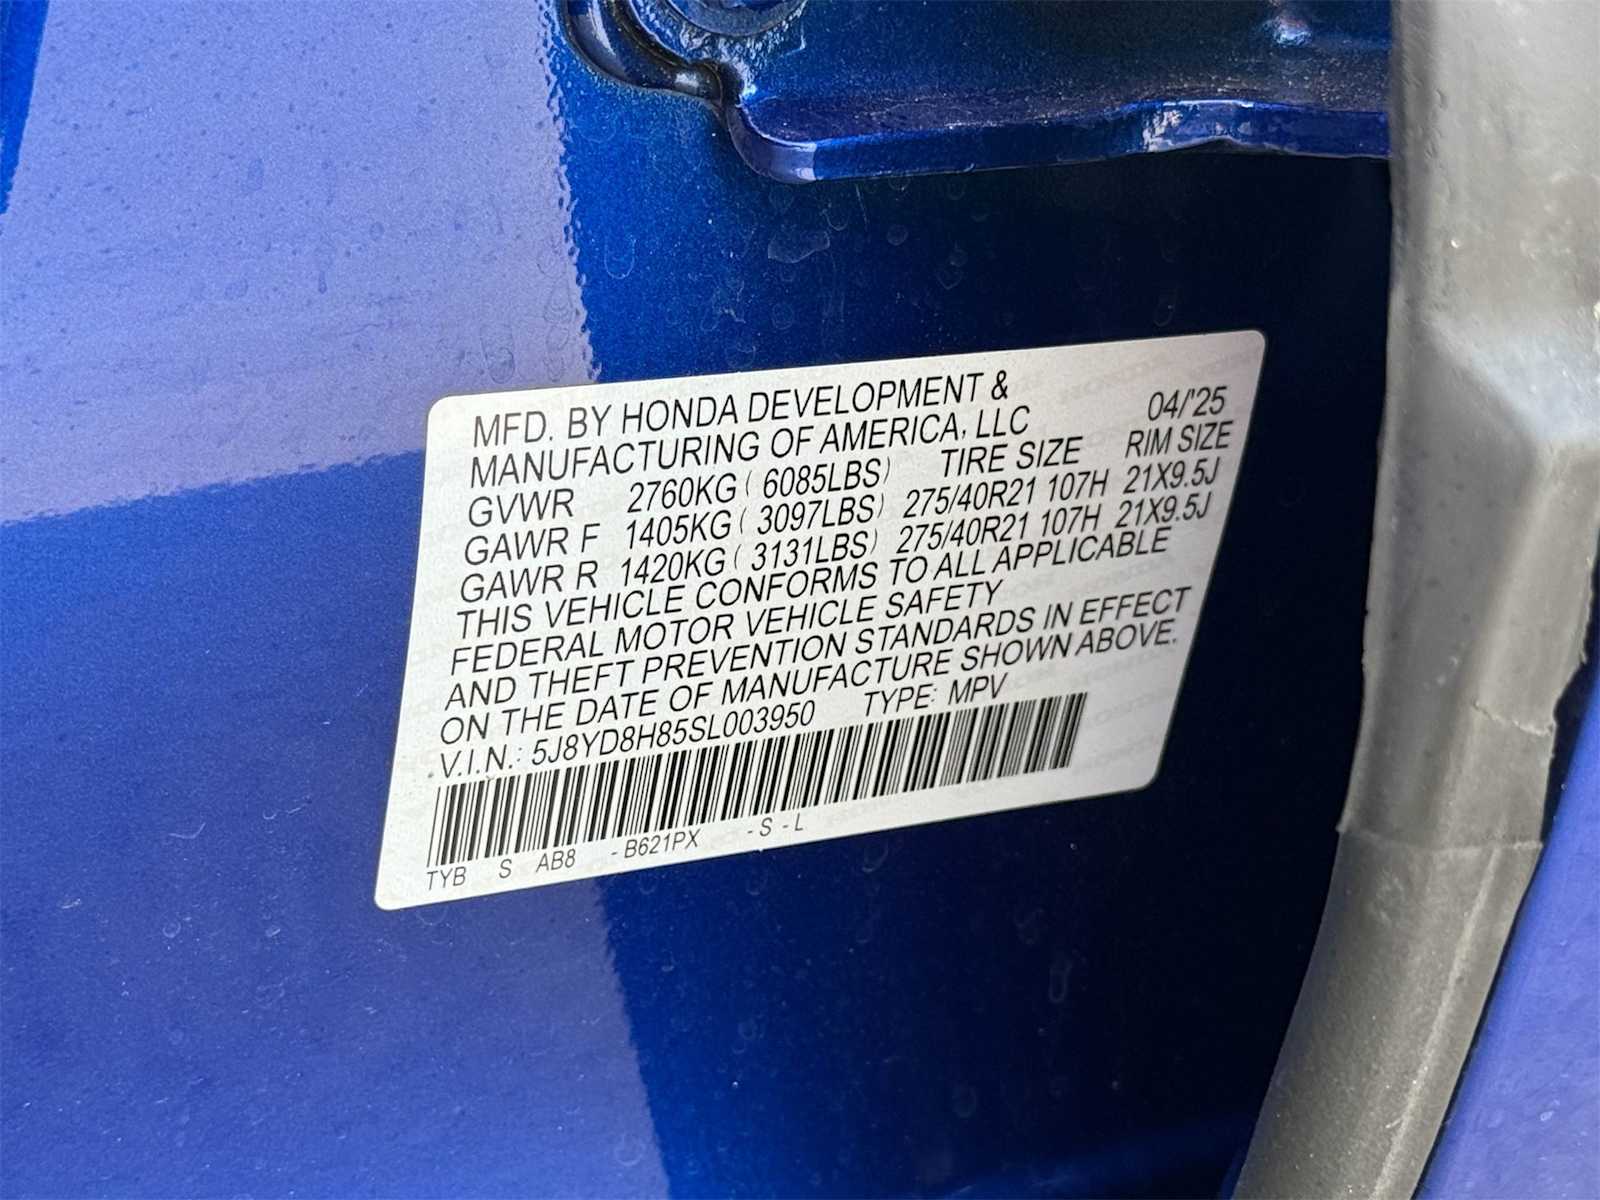 MFD. BY HONDA DEVELOPMENT & 04/'25
MANUFACTURING OF AMERICA, LLC
TIRE SIZE RIM SIZE
GVWR 2760KG ( 6085LBS)
GAWR F 1405KG ( 3097LBS) 275/40R21 107H 21X9.5J
GAWR R 1420KG ( 3131LBS) 275/40R21 107H 21X9.5J
THIS VEHICLE CONFORMS TO ALL APPLICABLE
FEDERAL MOTOR VEHICLE SAFETY
AND THEFT PREVENTION STANDARDS IN EFFECT
ON THE DATE OF MANUFACTURE SHOWN ABOVE.
V.I.N.: 5J8YD8H85SL003950 TYPE: MPV
TYB S AB8 - B621PX - S - L